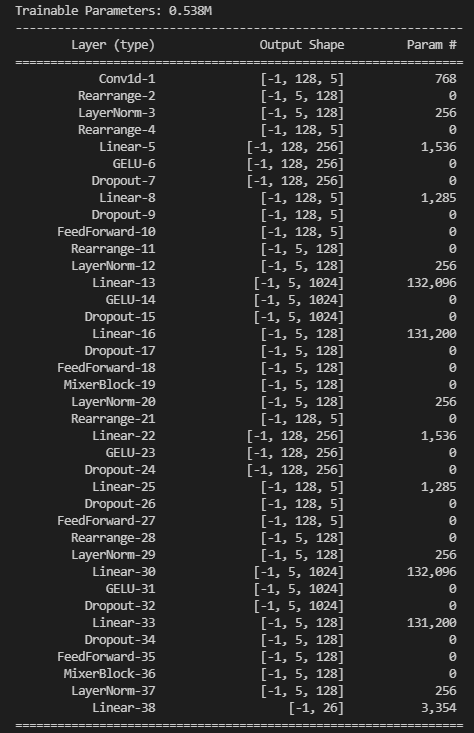 Trainable Parameters: 0.538M
----------------------------------------------------------------
Layer (type) Output Shape Param #
================================================================
Conv1d-1 [-1, 128, 5] 768
Rearrange-2 [-1, 5, 128] 0
LayerNorm-3 [-1, 5, 128] 256
Rearrange-4 [-1, 128, 5] 0
Linear-5 [-1, 128, 256] 1,536
GELU-6 [-1, 128, 256] 0
Dropout-7 [-1, 128, 256] 0
Linear-8 [-1, 128, 5] 1,285
Dropout-9 [-1, 128, 5] 0
FeedForward-10 [-1, 128, 5] 0
Rearrange-11 [-1, 5, 128] 0
LayerNorm-12 [-1, 5, 128] 256
Linear-13 [-1, 5, 1024] 132,096
GELU-14 [-1, 5, 1024] 0
Dropout-15 [-1, 5, 1024] 0
Linear-16 [-1, 5, 128] 131,200
Dropout-17 [-1, 5, 128] 0
FeedForward-18 [-1, 5, 128] 0
MixerBlock-19 [-1, 5, 128] 0
LayerNorm-20 [-1, 5, 128] 256
Rearrange-21 [-1, 128, 5] 0
Linear-22 [-1, 128, 256] 1,536
GELU-23 [-1, 128, 256] 0
Dropout-24 [-1, 128, 256] 0
Linear-25 [-1, 128, 5] 1,285
Dropout-26 [-1, 128, 5] 0
FeedForward-27 [-1, 128, 5] 0
Rearrange-28 [-1, 5, 128] 0
LayerNorm-29 [-1, 5, 128] 256
Linear-30 [-1, 5, 1024] 132,096
GELU-31 [-1, 5, 1024] 0
Dropout-32 [-1, 5, 1024] 0
Linear-33 [-1, 5, 128] 131,200
Dropout-34 [-1, 5, 128] 0
FeedForward-35 [-1, 5, 128] 0
MixerBlock-36 [-1, 5, 128] 0
LayerNorm-37 [-1, 5, 128] 256
Linear-38 [-1, 26] 3,354
================================================================